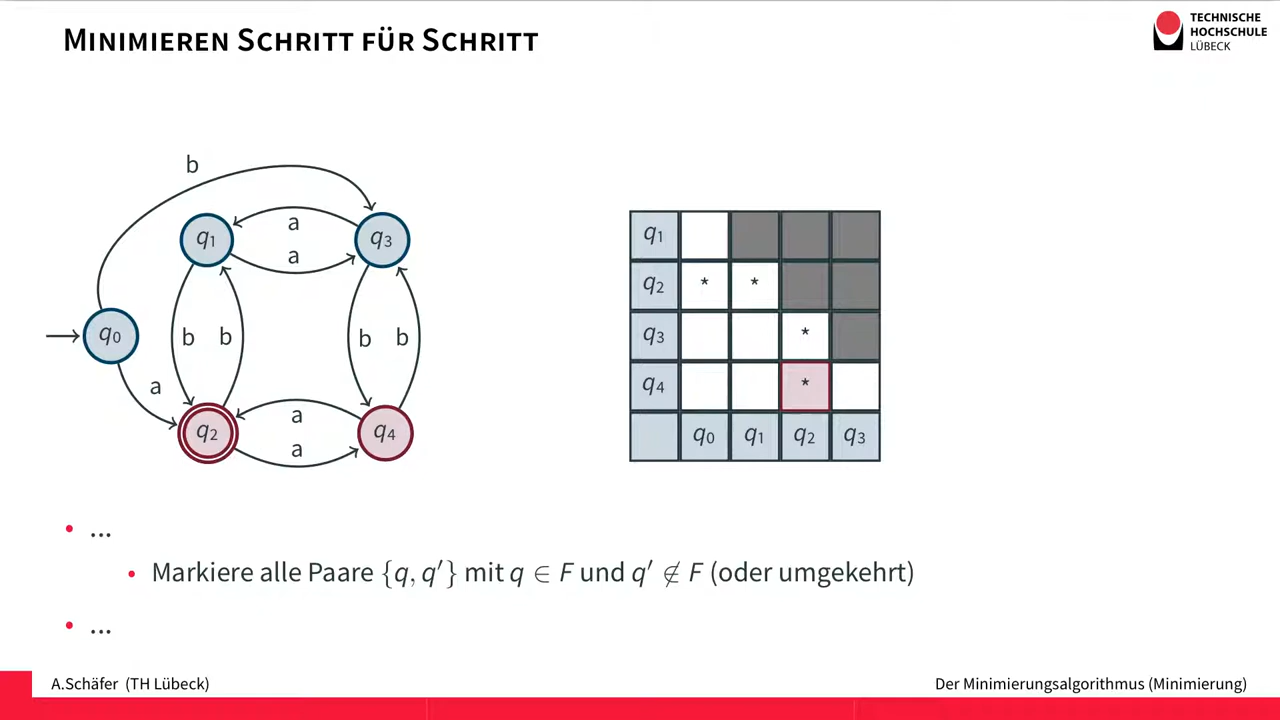 Minimieren Schritt für Schritt
TECHNISCHE
HOCHSCHULE
LÜBECK
b
q1
a
a
q3
q0
b
b
b
b
a
q2
a
a
q4
q1
q2
*
*
q3
*
q4
*
q0
q1
q2
q3
• ...
• Markiere alle Paare {q, q′} mit q ∈ F und q′ ∉ F (oder umgekehrt)
• ...
A.Schäfer (TH Lübeck)
Der Minimierungsalgorithmus (Minimierung)